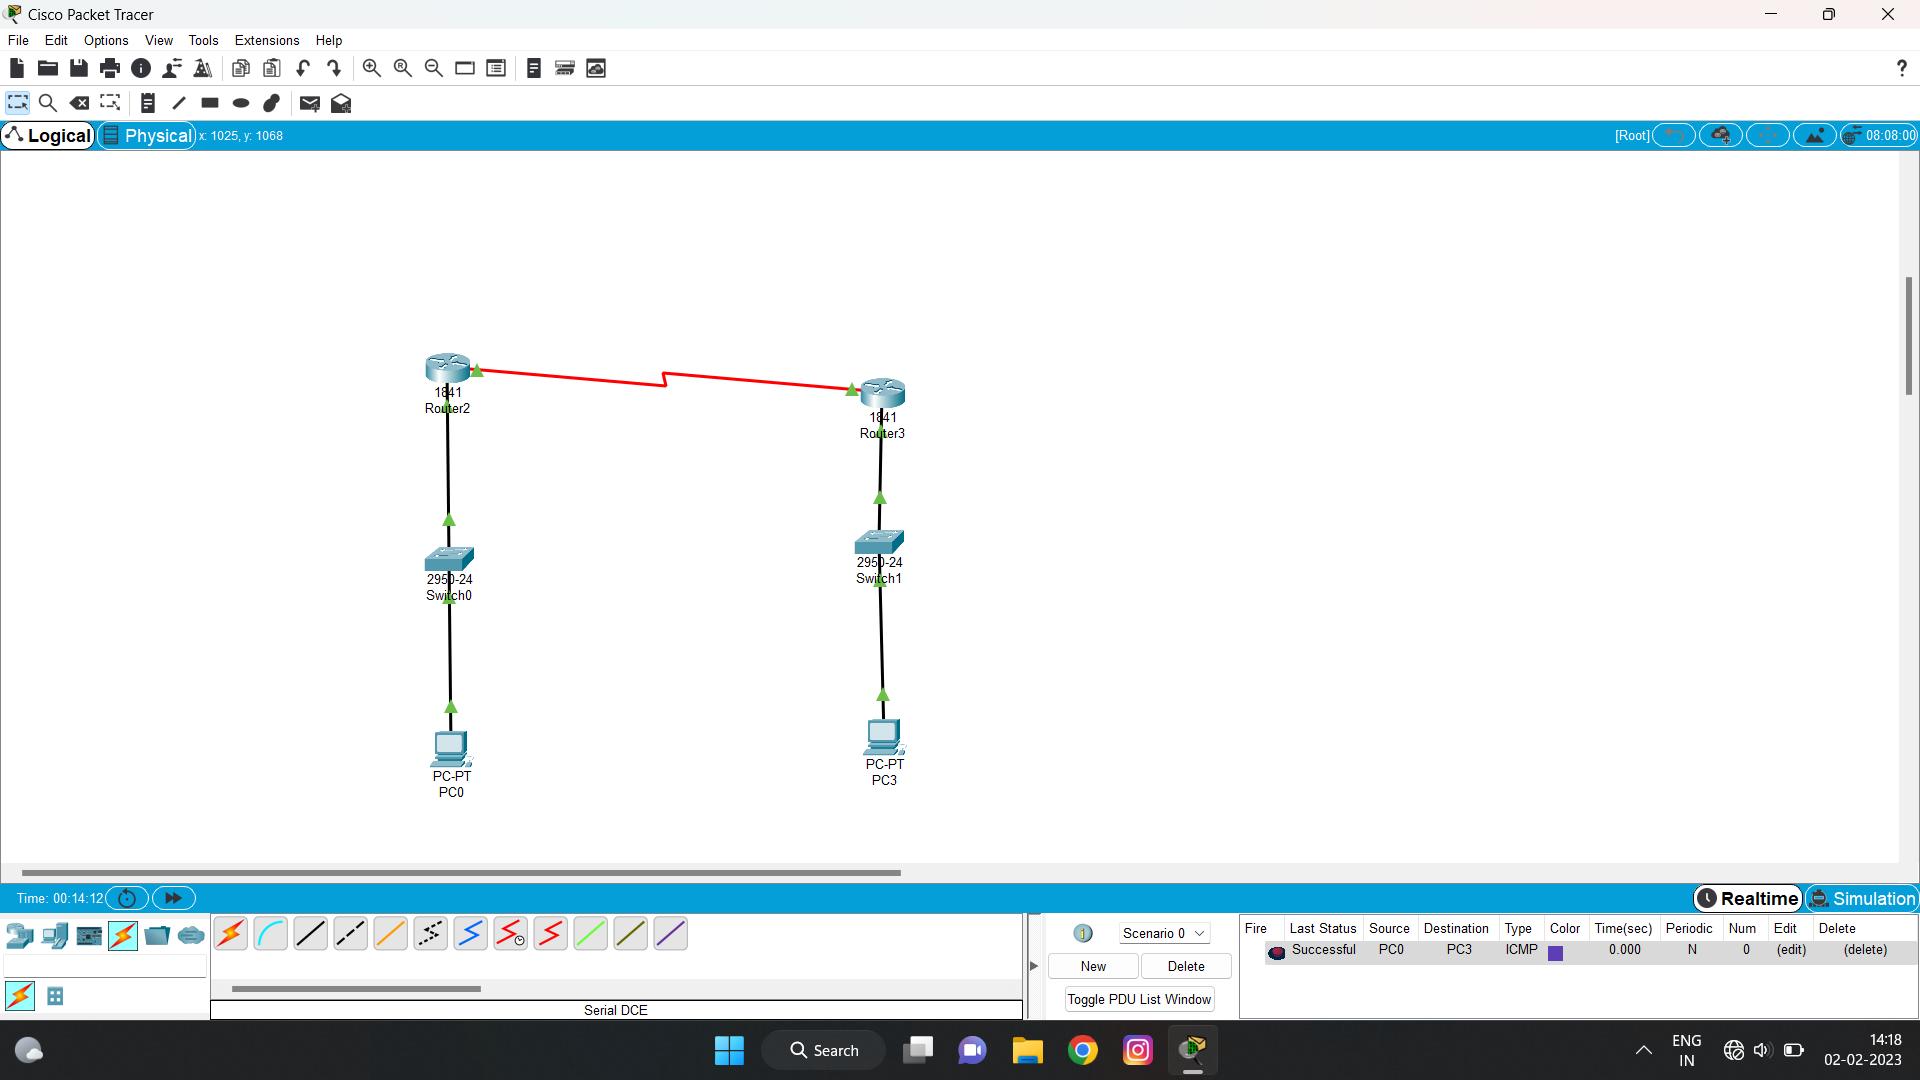 Cisco Packet Tracer
File Edit Options View Tools Extensions Help
?
Logical Physical x: 1025, y: 1068 [Root] 08:08:00
1841
Router2
1841
Router3
2950-24
Switch1
2950-24
Switch0
PC-PT
PC3
PC-PT
PC0
Time: 00:14:12 Realtime Simulation
Scenario 0
New Delete
Toggle PDU List Window
Fire Last Status Source Destination Type Color Time(sec) Periodic Num Edit Delete
Successful PC0 PC3 ICMP 0.000 N 0 (edit) (delete)
Serial DCE
Search
ENG
IN
14:18
02-02-2023